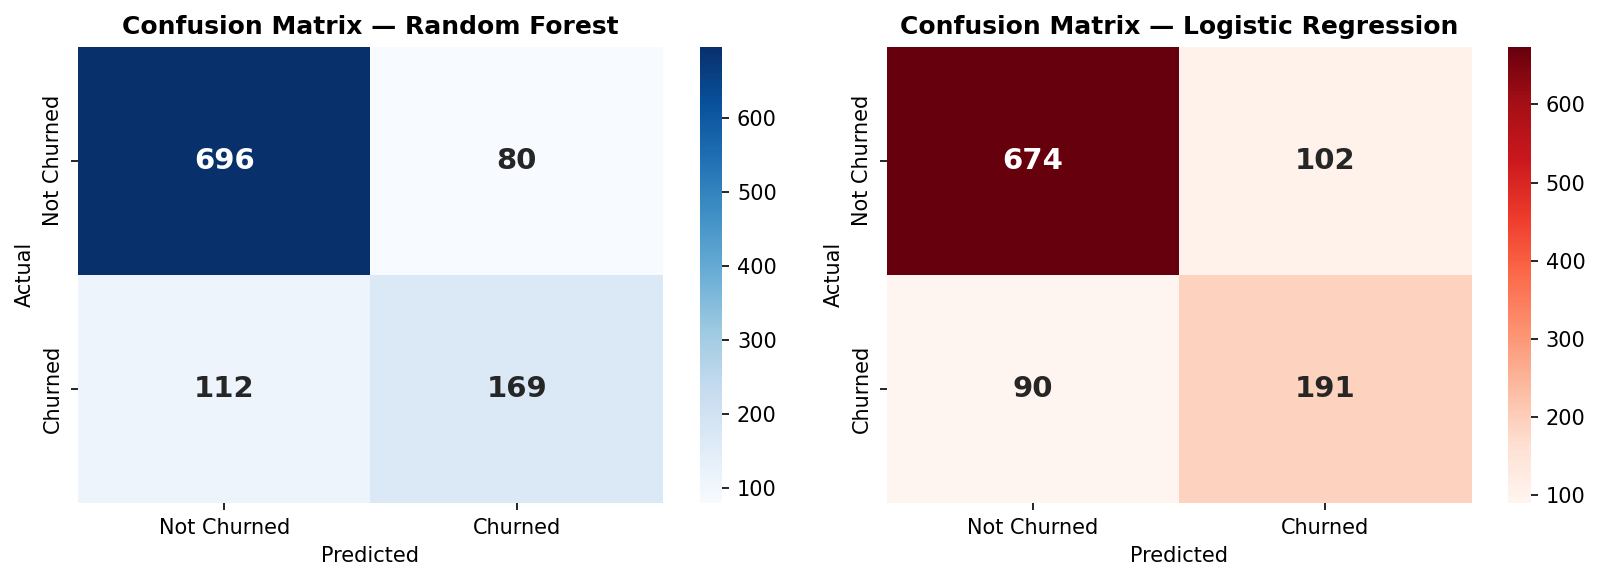 Confusion Matrix — Random Forest
Actual
Not Churned
Churned
696
80
112
169
Not Churned
Churned
Predicted
600
500
400
300
200
100
Confusion Matrix — Logistic Regression
Actual
Not Churned
Churned
674
102
90
191
Not Churned
Churned
Predicted
600
500
400
300
200
100